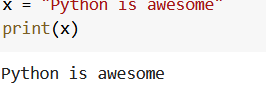 x = "Python is awesome"
print(x)
Python is awesome